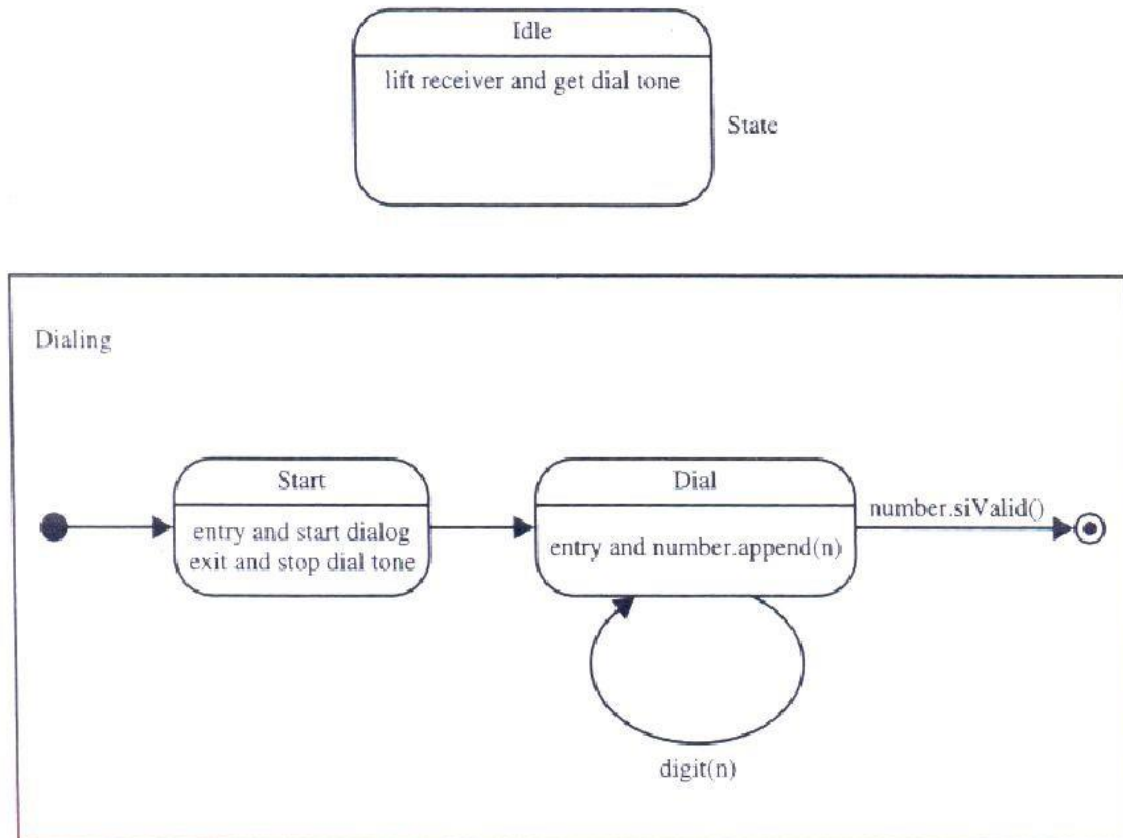 Idle
lift receiver and get dial tone
State
Dialing
Start
entry and start dialog
exit and stop dial tone
Dial
entry and number.append(n)
number.siValid()
digit(n)